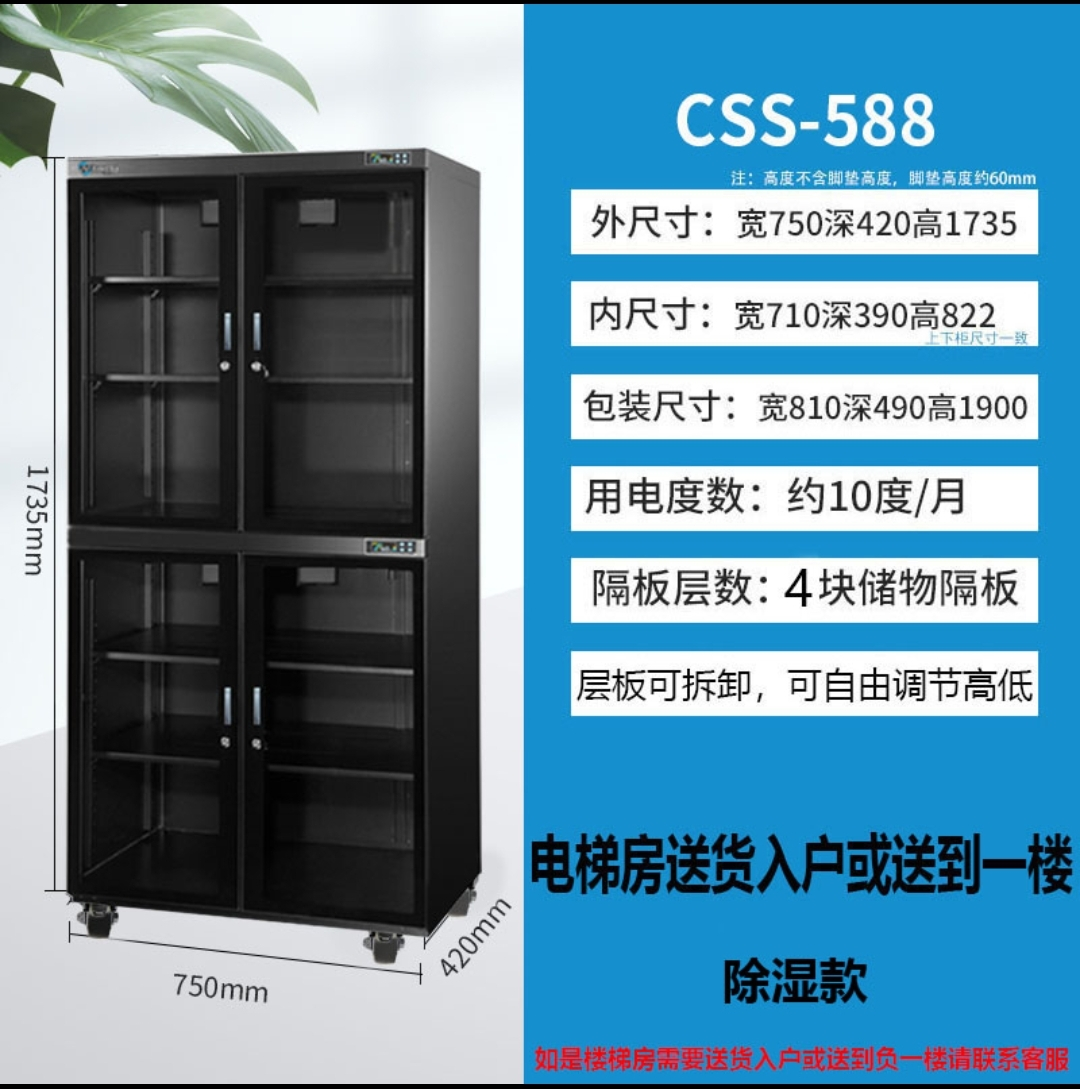 CSS-588
注：高度不含脚垫高度，脚垫高度约60mm
外尺寸：宽750深420高1735
内尺寸：宽710深390高822
上下柜尺寸一致
包装尺寸：宽810深490高1900
用电度数：约10度/月
隔板层数：4块储物隔板
层板可拆卸，可自由调节高低
电梯房送货入户或送到一楼
除湿款
如是楼梯房需要送货入户或送到负一楼请联系客服
1735mm
750mm
420mm